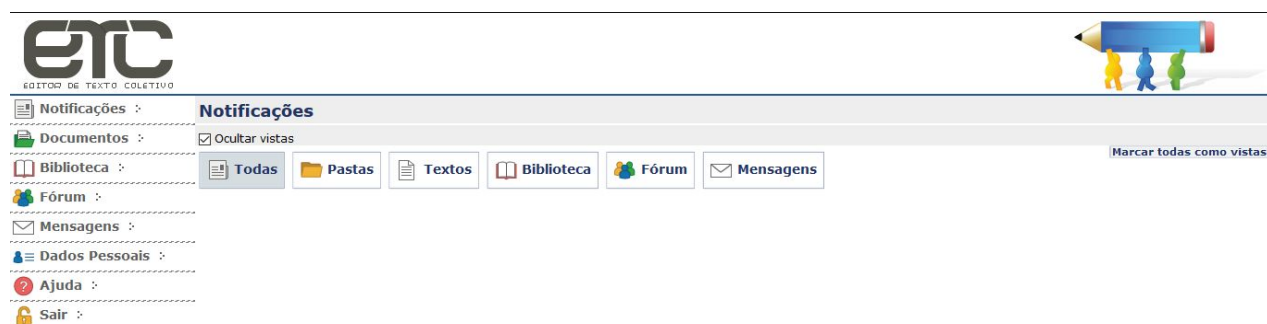 etc
EDITOR DE TEXTO COLETIVO
Notificações
Documentos
Biblioteca
Fórum
Mensagens
Dados Pessoais
? Ajuda
Sair
Notificações
Ocultar vistas
Marcar todas como vistas
Todas Pastas Textos Biblioteca Fórum Mensagens